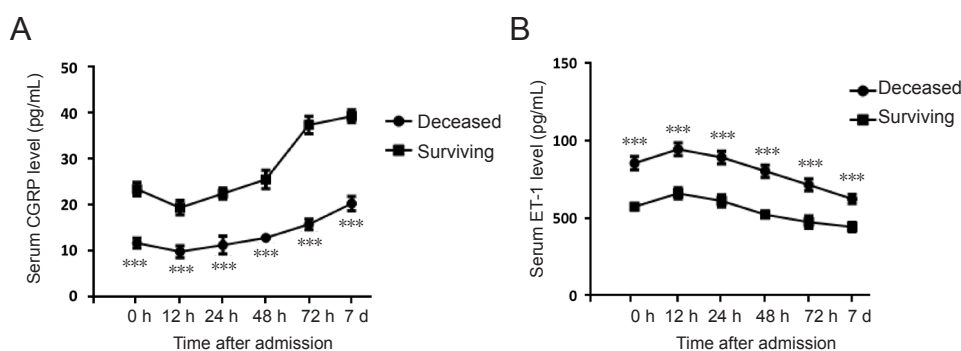 A
Serum CGRP level (pg/mL)
50
40
30
20
10
0
Deceased
Surviving
*** *** *** *** *** ***
0 h 12 h 24 h 48 h 72 h 7 d
Time after admission
B
Serum ET-1 level (pg/mL)
150
100
500
0
Deceased
Surviving
*** *** *** *** *** ***
0 h 12 h 24 h 48 h 72 h 7 d
Time after admission